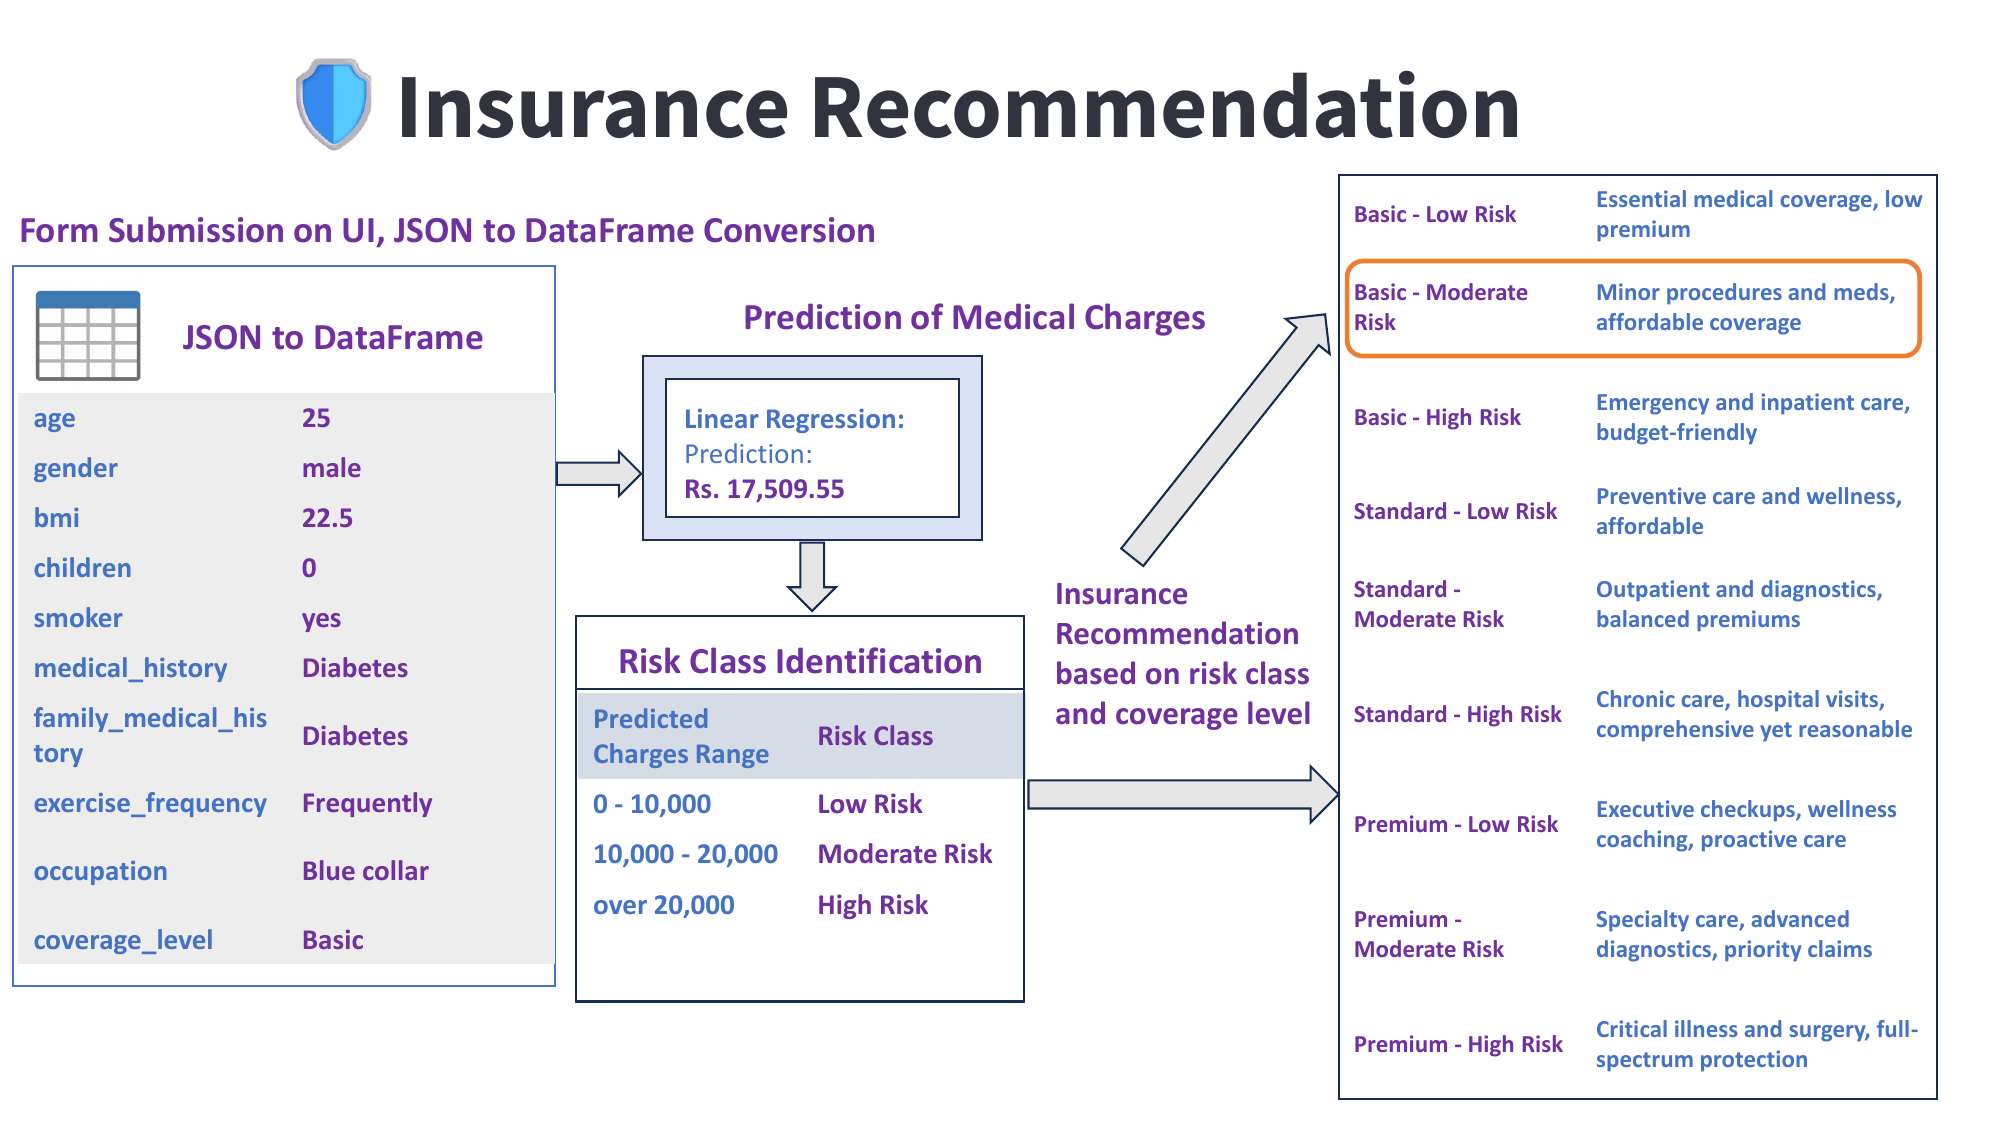 Insurance Recommendation
Form Submission on UI, JSON to DataFrame Conversion
JSON to DataFrame
age 25
gender male
bmi 22.5
children 0
smoker yes
medical_history Diabetes
family_medical_his
tory
Diabetes
exercise_frequency Frequently
occupation Blue collar
coverage_level Basic
Prediction of Medical Charges
Linear Regression:
Prediction:
Rs. 17,509.55
Risk Class Identification
Predicted
Charges Range
Risk Class
0 - 10,000 Low Risk
10,000 - 20,000 Moderate Risk
over 20,000 High Risk
Insurance
Recommendation
based on risk class
and coverage level
Basic - Low Risk
Essential medical coverage, low
premium
Basic - Moderate
Risk
Minor procedures and meds,
affordable coverage
Basic - High Risk
Emergency and inpatient care,
budget-friendly
Standard - Low Risk
Preventive care and wellness,
affordable
Standard -
Moderate Risk
Outpatient and diagnostics,
balanced premiums
Standard - High Risk
Chronic care, hospital visits,
comprehensive yet reasonable
Premium - Low Risk
Executive checkups, wellness
coaching, proactive care
Premium -
Moderate Risk
Specialty care, advanced
diagnostics, priority claims
Premium - High Risk
Critical illness and surgery, full-
spectrum protection